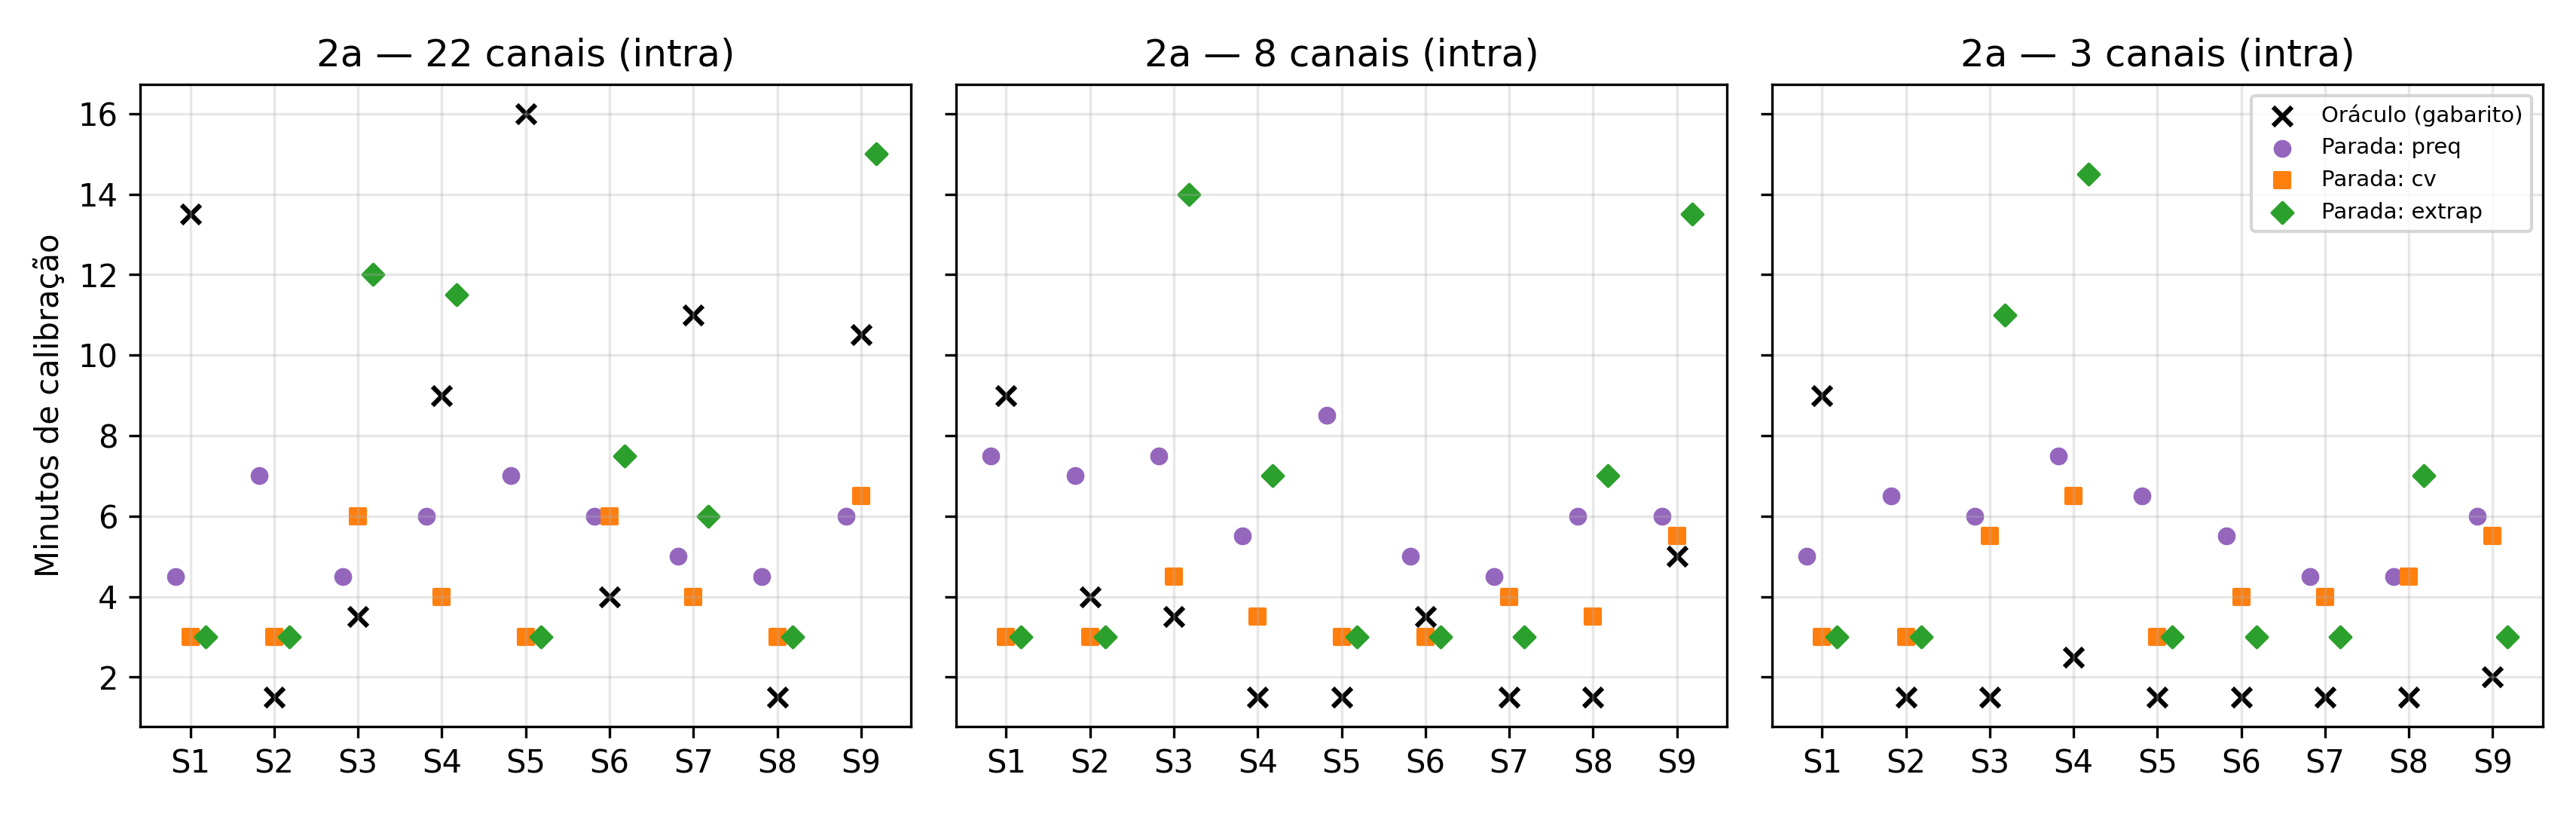 2a — 22 canais (intra)
2a — 8 canais (intra)
2a — 3 canais (intra)
Minutos de calibração
16
14
12
10
8
6
4
2
Oráculo (gabarito)
Parada: preq
Parada: cv
Parada: extrap
S1 S2 S3 S4 S5 S6 S7 S8 S9
S1 S2 S3 S4 S5 S6 S7 S8 S9
S1 S2 S3 S4 S5 S6 S7 S8 S9